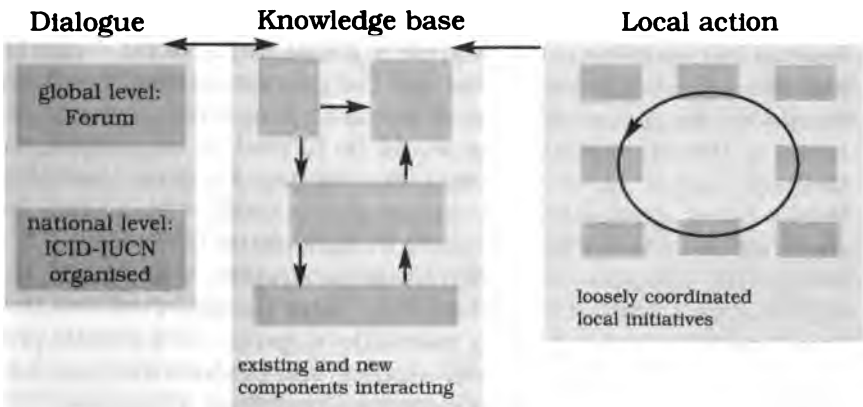 Dialogue
Knowledge base
Local action
global level:
Forum
national level:
ICID-IUCN
organised
existing and new
components interacting
loosely coordinated
local initiatives